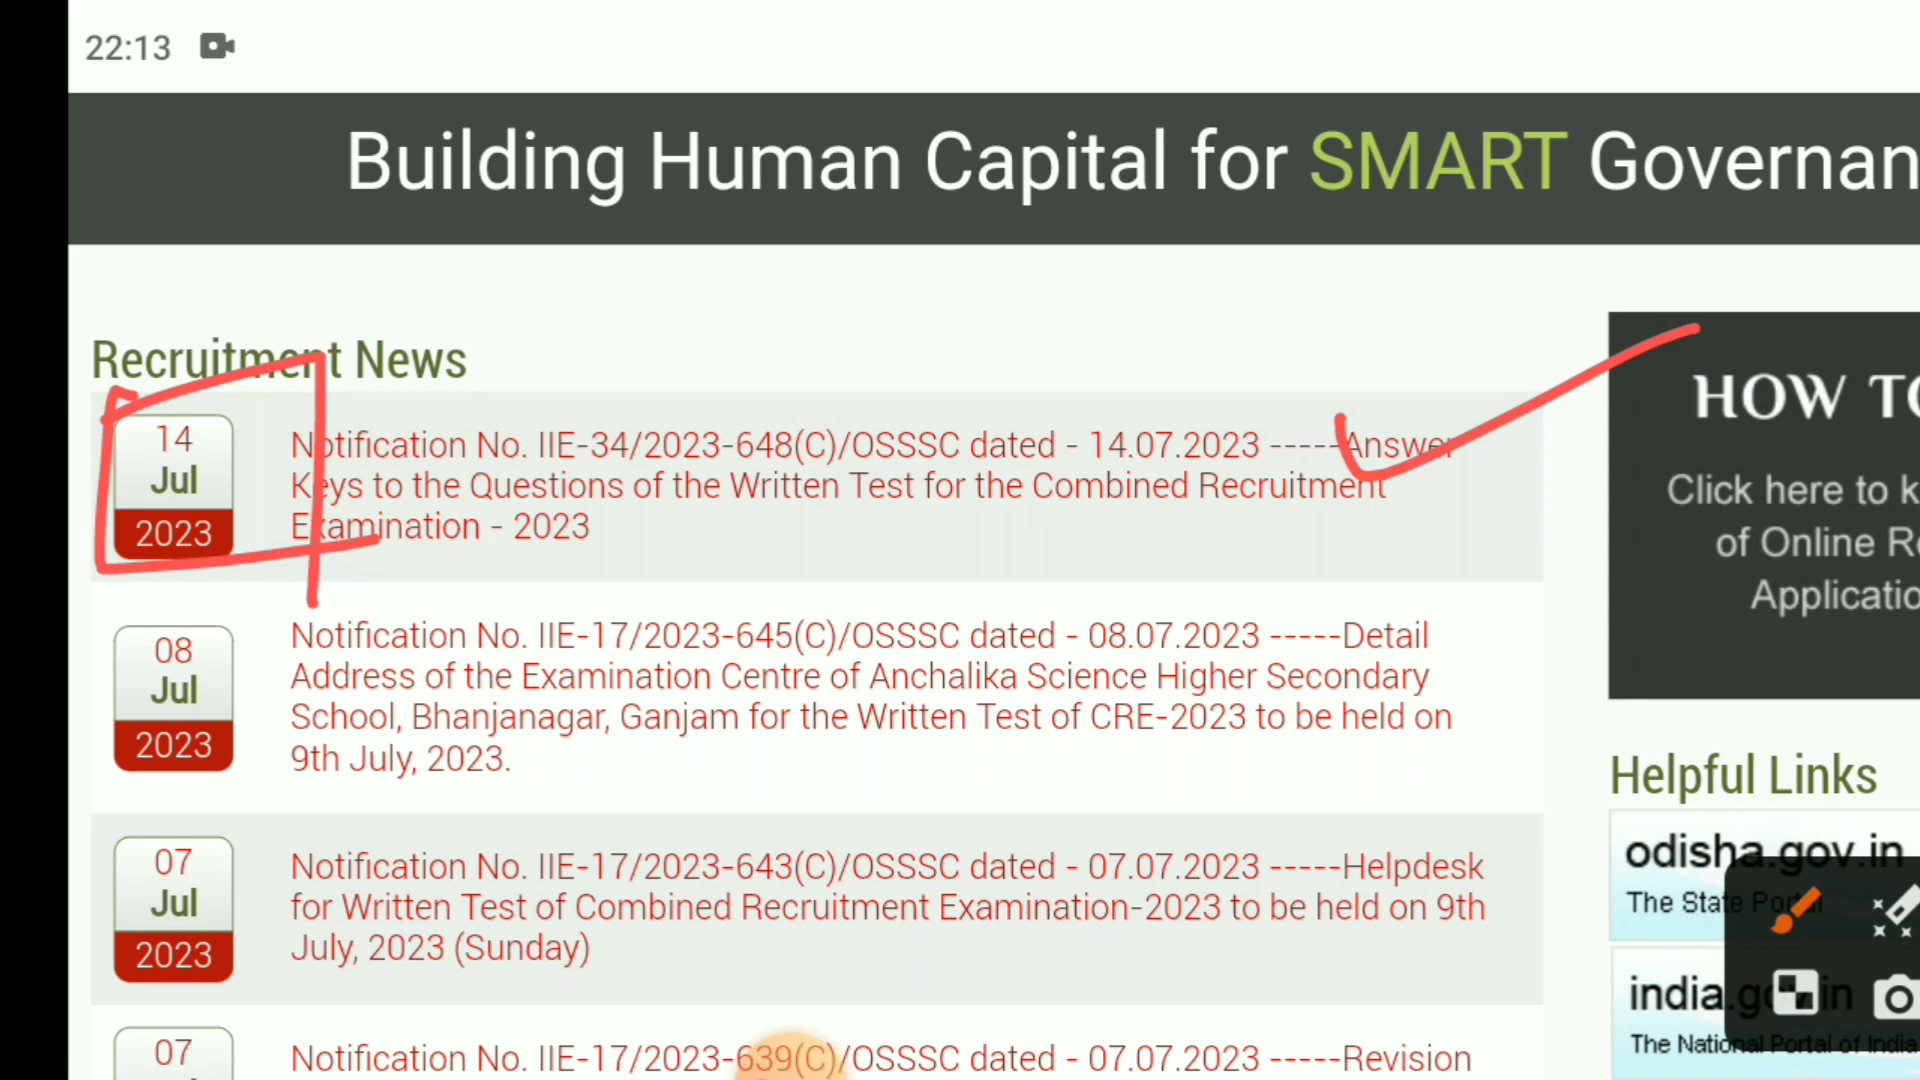 22:13
Building Human Capital for SMART Governan
Recruitment News
14
Jul
2023
Notification No. IIE-34/2023-648(C)/OSSSC dated - 14.07.2023 -----Answer
Keys to the Questions of the Written Test for the Combined Recruitment
Examination - 2023
08
Jul
2023
Notification No. IIE-17/2023-645(C)/OSSSC dated - 08.07.2023 -----Detail
Address of the Examination Centre of Anchalika Science Higher Secondary
School, Bhanjanagar, Ganjam for the Written Test of CRE-2023 to be held on
9th July, 2023.
07
Jul
2023
Notification No. IIE-17/2023-643(C)/OSSSC dated - 07.07.2023 -----Helpdesk
for Written Test of Combined Recruitment Examination-2023 to be held on 9th
July, 2023 (Sunday)
07
Notification No. IIE-17/2023-639(C)/OSSSC dated - 07.07.2023 -----Revision
HOW TO
Click here to k
of Online Re
Applicatio
Helpful Links
odisha.gov.in
The State Portal
india.gov.in
The National Portal of India